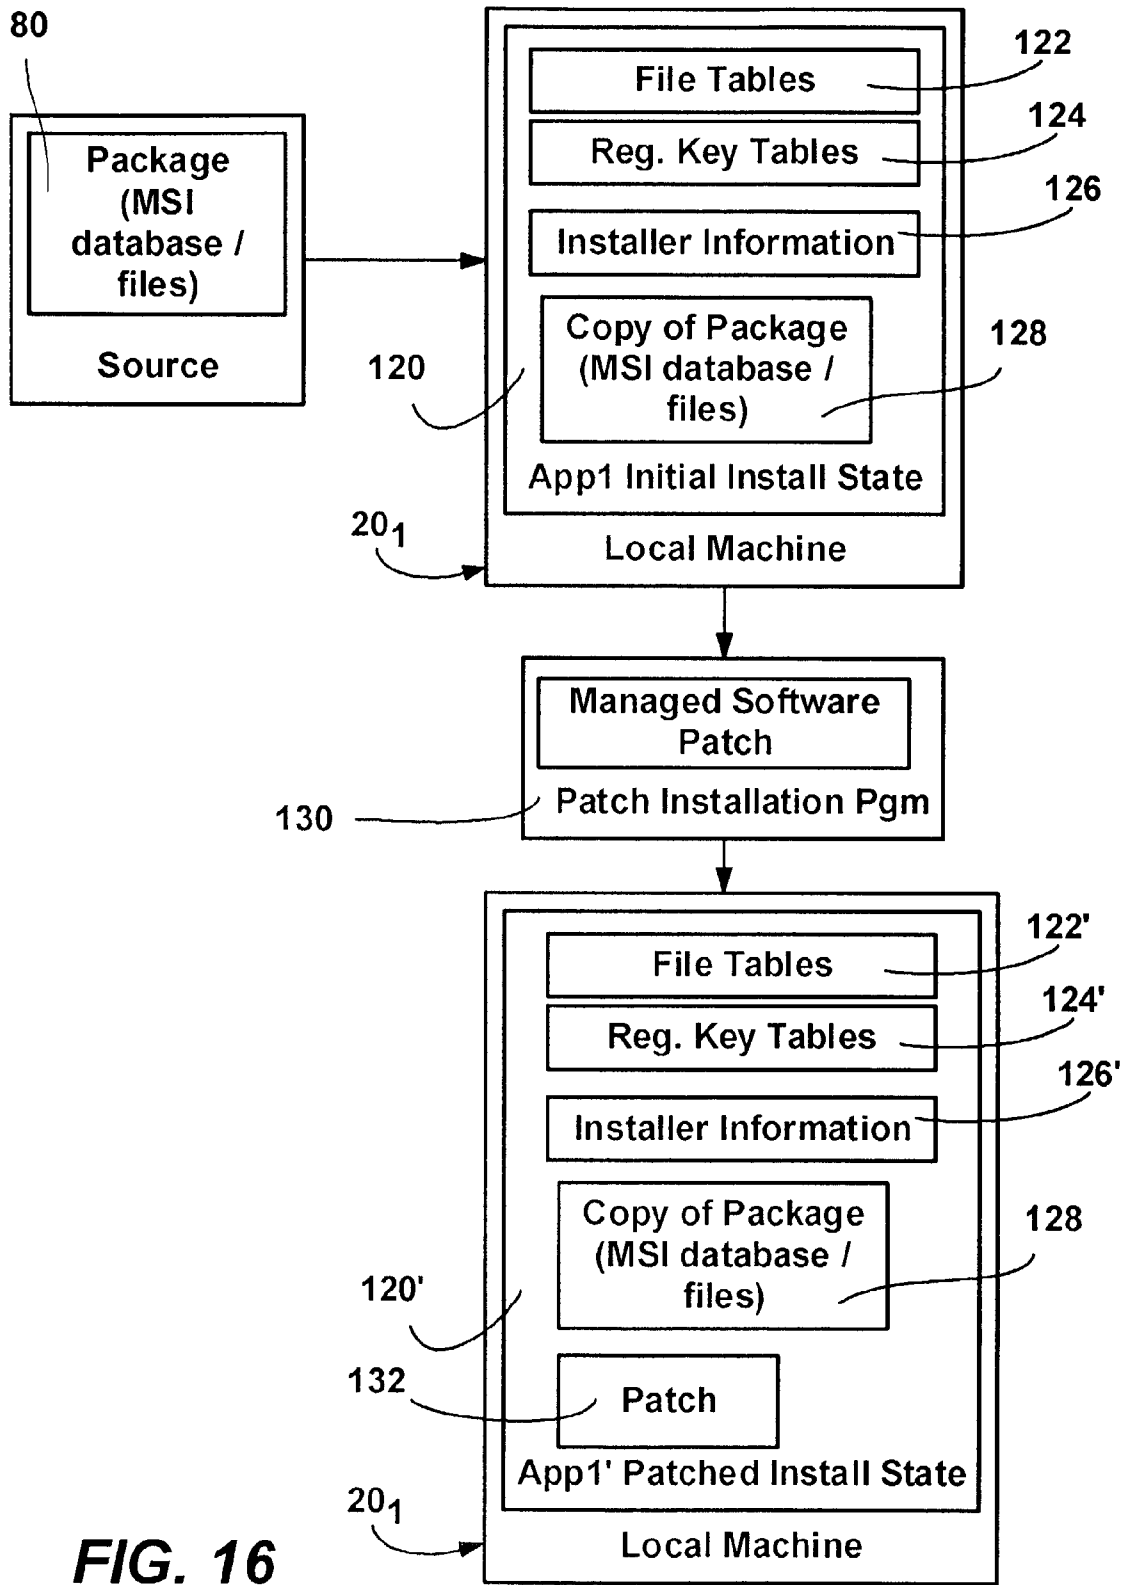 80
Package
(MSI
database /
files)
Source
File Tables
122
Reg. Key Tables
124
Installer Information
126
Copy of Package
(MSI database /
files)
128
120
App1 Initial Install State
20₁
Local Machine
Managed Software
Patch
Patch Installation Pgm
130
File Tables
122'
Reg. Key Tables
124'
Installer Information
126'
Copy of Package
(MSI database /
files)
128
120'
132
Patch
App1' Patched Install State
20₁
Local Machine
FIG. 16